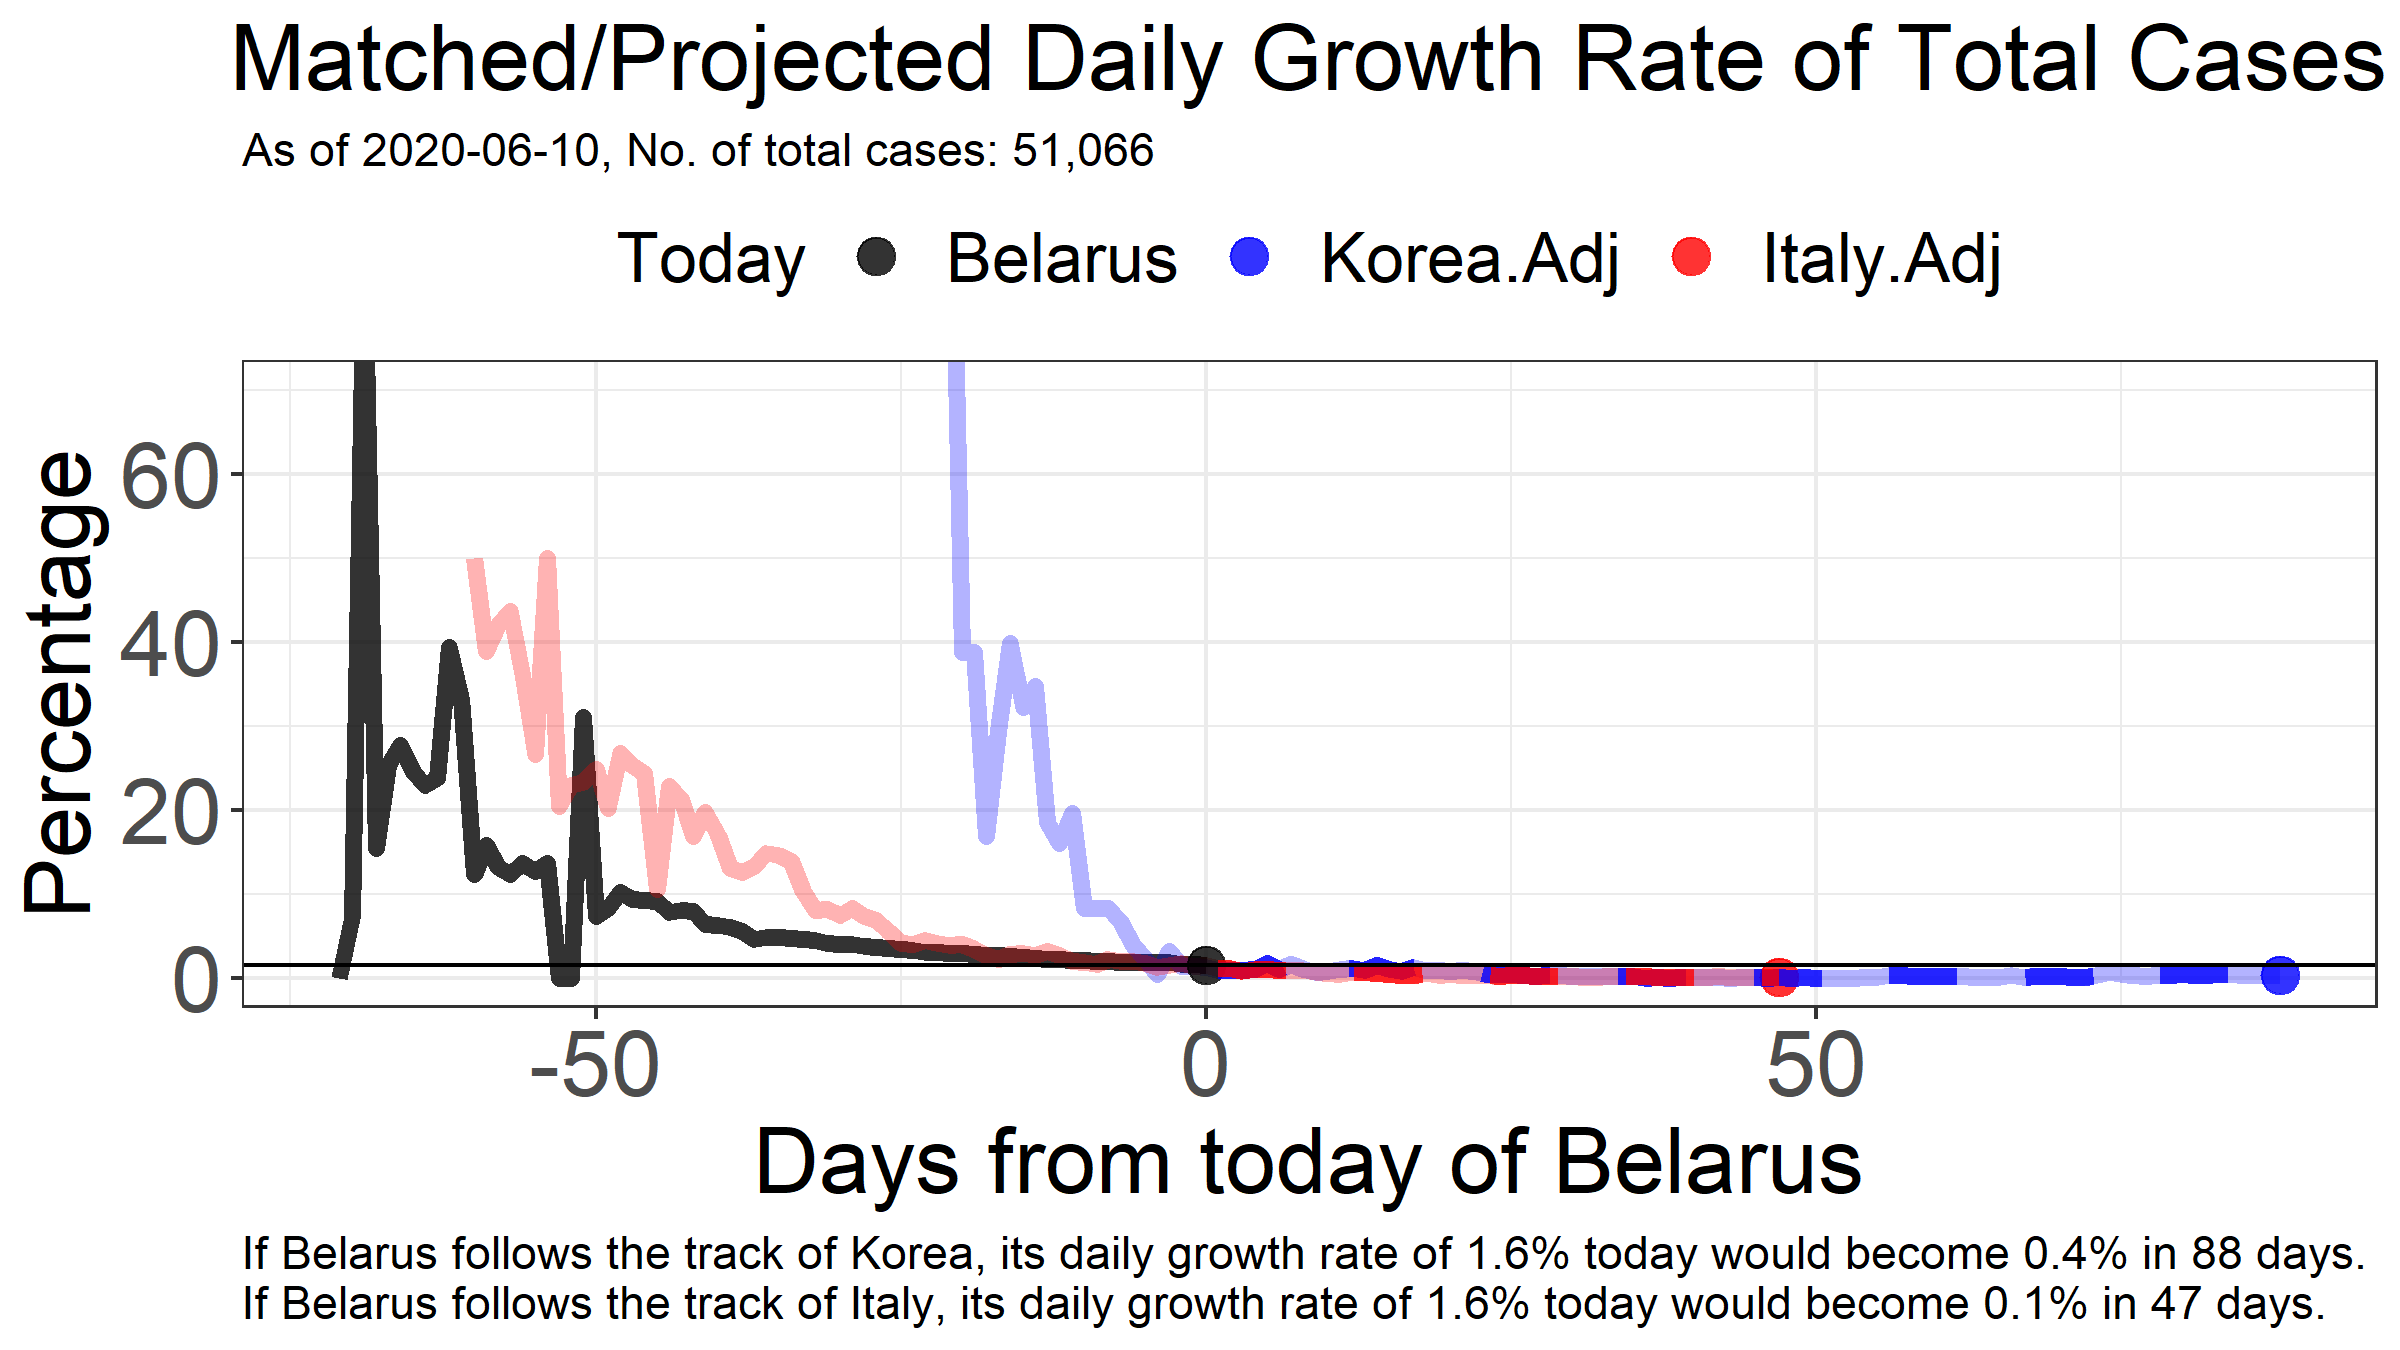 Matched/Projected Daily Growth Rate of Total Cases
As of 2020-06-10, No. of total cases: 51,066
Today Belarus Korea.Adj Italy.Adj
Percentage
60
40
20
0
-50 0 50
Days from today of Belarus
If Belarus follows the track of Korea, its daily growth rate of 1.6% today would become 0.4% in 88 days.
If Belarus follows the track of Italy, its daily growth rate of 1.6% today would become 0.1% in 47 days.